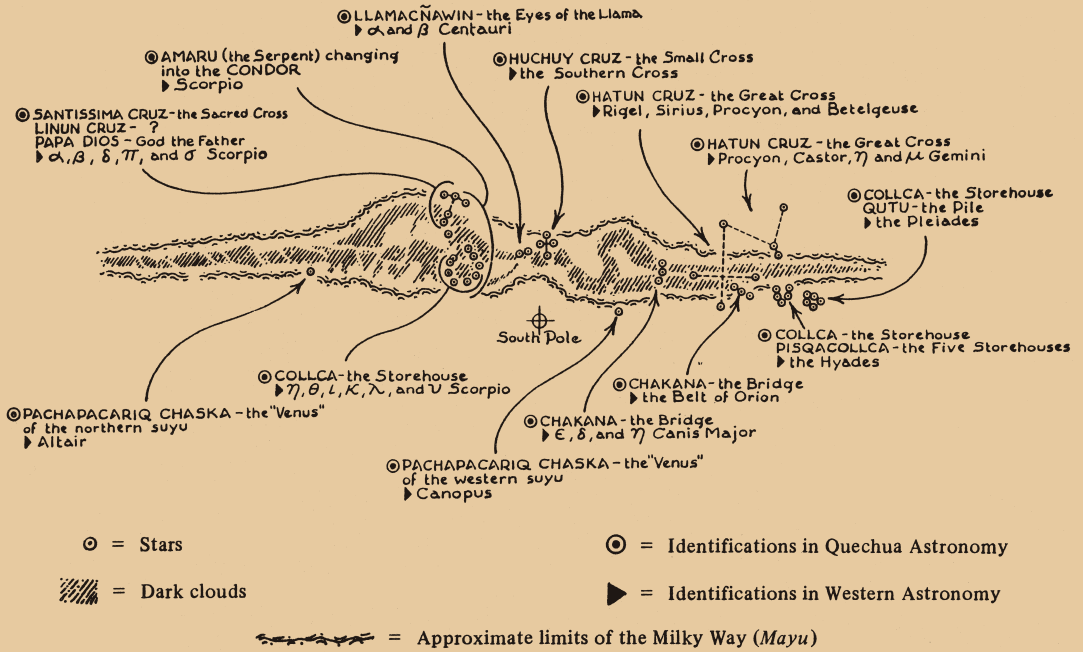 ◉ LLAMACÑAWIN - the Eyes of the Llama
▶ α and β Centauri
◉ AMARU (the Serpent) changing
into the CONDOR
▶ Scorpio
◉ HUCHUY CRUZ - the Small Cross
▶ the Southern Cross
◉ SANTISSIMA CRUZ - the Sacred Cross
LINUN CRUZ - ?
PAPA DIOS - God the Father
▶ α, β, δ, π, and σ Scorpio
◉ HATUN CRUZ - the Great Cross
▶ Rigel, Sirius, Procyon, and Betelgeuse
◉ HATUN CRUZ - the Great Cross
▶ Procyon, Castor, η and μ Gemini
◉ COLLCA - the Storehouse
QUTU - the Pile
▶ the Pleiades
South Pole
◉ COLLCA - the Storehouse
PISQACOLLCA - the Five Storehouses
▶ the Hyades
◉ COLLCA - the Storehouse
▶ η, θ, ι, κ, λ, and υ Scorpio
◉ CHAKANA - the Bridge
▶ the Belt of Orion
◉ PACHAPACARIQ CHASKA - the "Venus"
of the northern suyu
▶ Altair
◉ CHAKANA - the Bridge
▶ ε, δ, and η Canis Major
◉ PACHAPACARIQ CHASKA - the "Venus"
of the western suyu
▶ Canopus
⊙ = Stars
◉ = Identifications in Quechua Astronomy
= Dark clouds
▶ = Identifications in Western Astronomy
= Approximate limits of the Milky Way (Mayu)